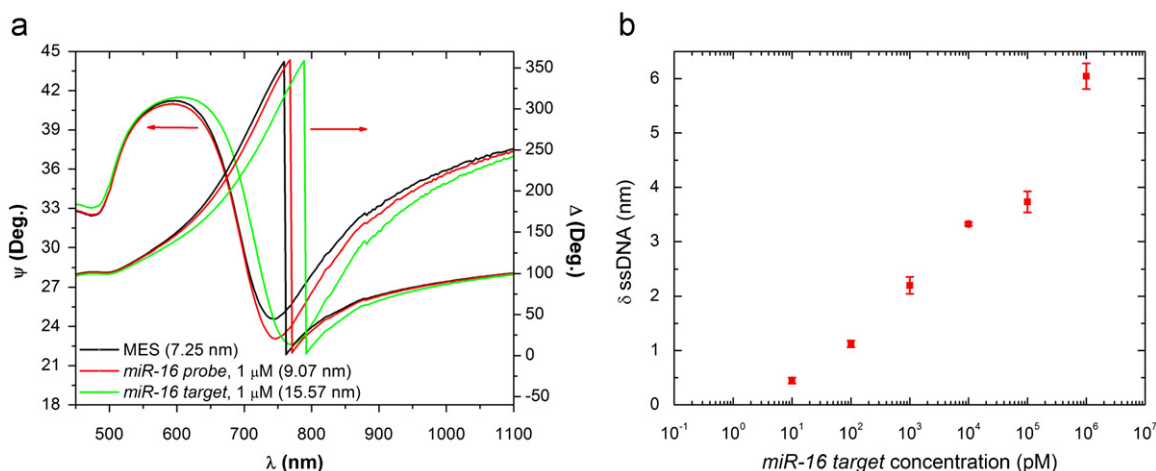 a
45
42
39
36
33
30
27
24
21
18
ψ (Deg.)
350
300
250
200
150
100
50
0
-50
Δ (Deg.)
MES (7.25 nm)
miR-16 probe, 1 μM (9.07 nm)
miR-16 target, 1 μM (15.57 nm)
500 600 700 800 900 1000 1100
λ (nm)
b
6
5
4
3
2
1
0
δ ssDNA (nm)
10⁻¹ 10⁰ 10¹ 10² 10³ 10⁴ 10⁵ 10⁶ 10⁷
miR-16 target concentration (pM)